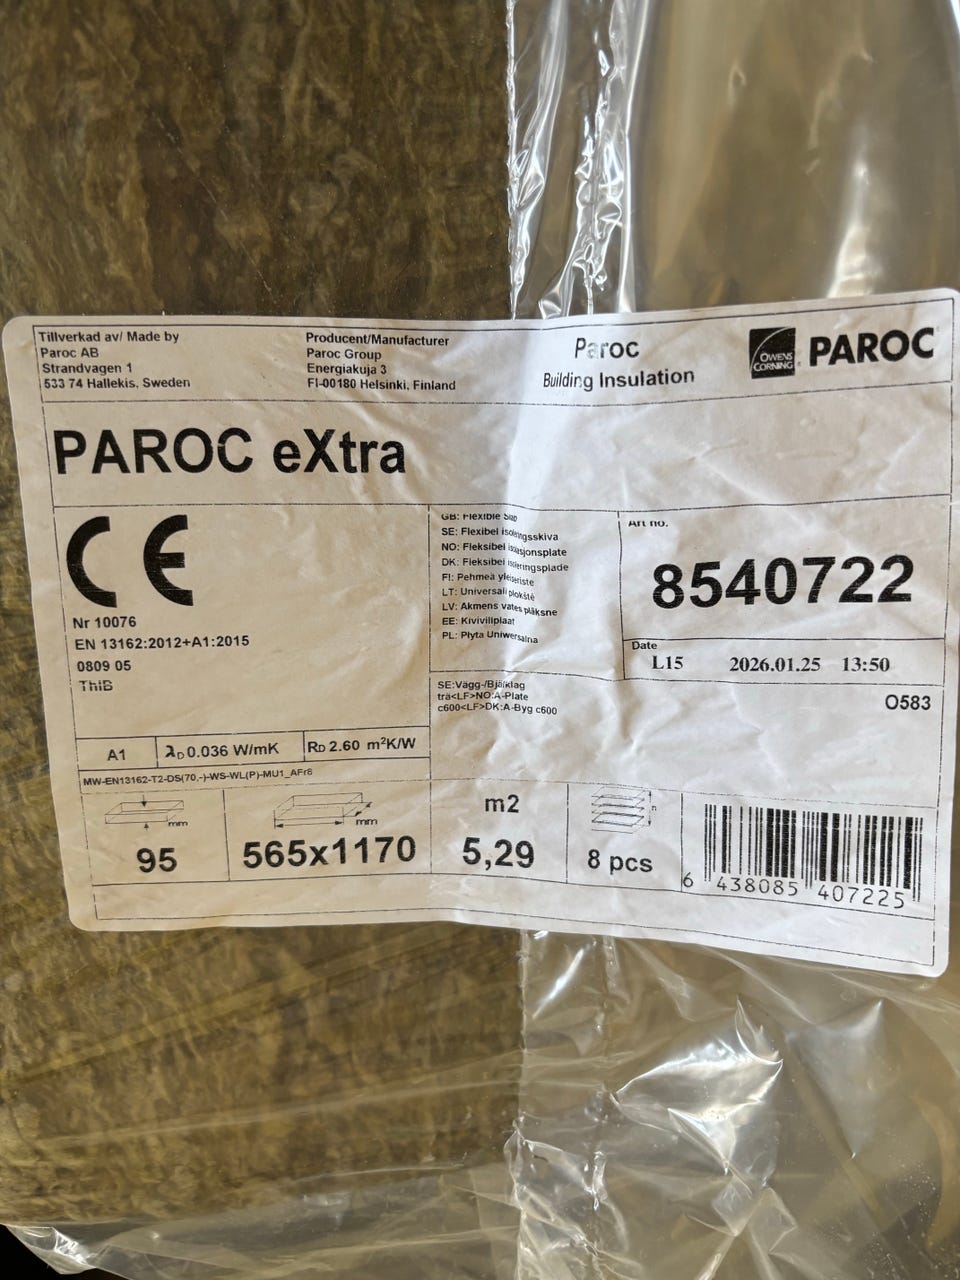 Tillverkad av/ Made by
Paroc AB
Strandvagen 1
533 74 Hallekis, Sweden
Producent/Manufacturer
Paroc Group
Energiakuja 3
FI-00180 Helsinki, Finland
Paroc
Building Insulation
OWENS CORNING
PAROC
PAROC eXtra
CE
Nr 10076
EN 13162:2012+A1:2015
0809 05
ThIB
GB: Flexible Slab
SE: Flexibel isoleringsskiva
NO: Fleksibel isolasjonsplate
DK: Fleksibel isoleringsplade
FI: Pehmeä yleiseriste
LT: Universali plokštė
LV: Akmens vates plāksne
EE: Kivivillplaat
PL: Plyta Uniwersalna
Art no.
8540722
Date
L15 2026.01.25 13:50
SE:Vägg-/Bjälklag
trä<LF>NO:A-Plate
c600<LF>DK:A-Byg c600
O583
A1
λD 0.036 W/mK
RD 2.60 m²K/W
MW-EN13162-T2-DS(70,-)-WS-WL(P)-MU1_AFr8
mm
95
mm
565x1170
m2
5,29
8 pcs
6 438085 407225